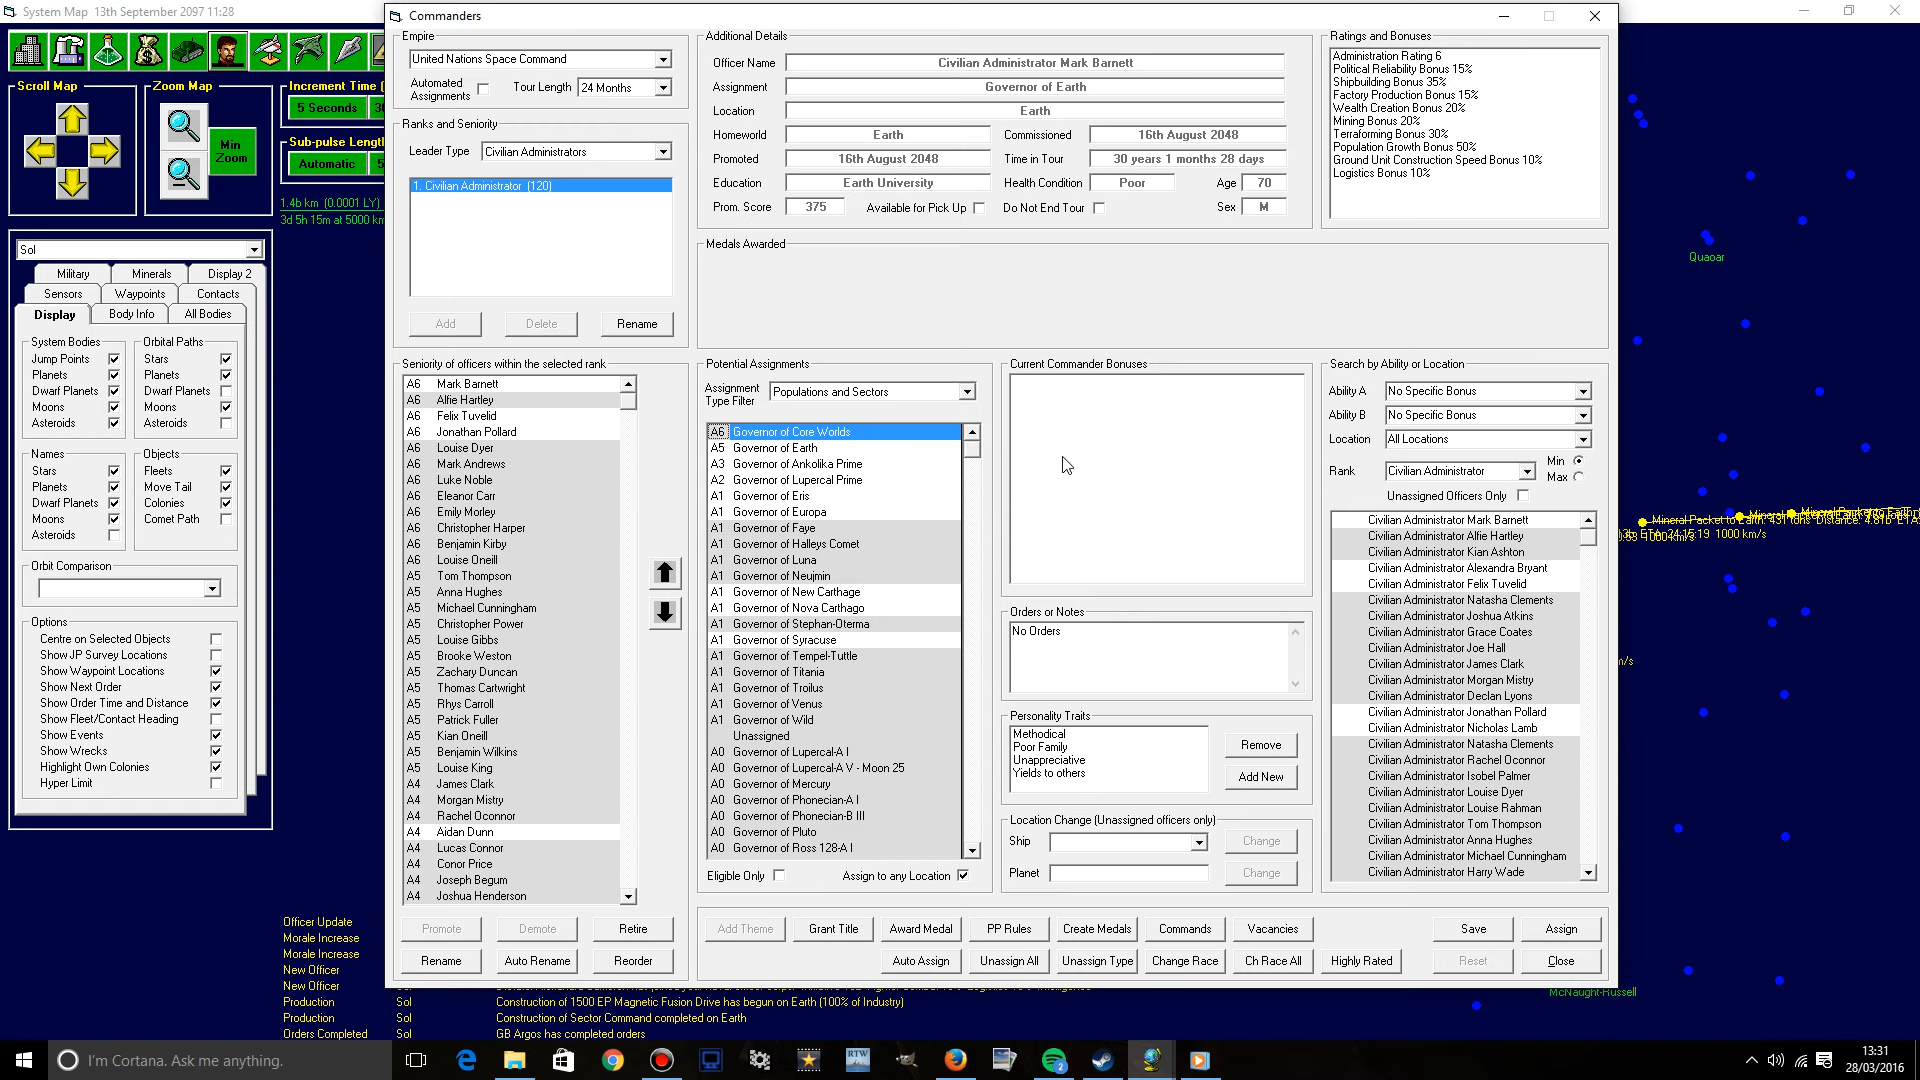 System Map  13th September 2097 11:28
Commanders
Scroll Map
Zoom Map
Min
Zoom
Increment Time (
5 Seconds
Sub-pulse Length
Automatic
1.4b km  (0.0001 LY)
3d 5h 15m at 5000 km
Sol
Military
Minerals
Display 2
Sensors
Waypoints
Contacts
Display
Body Info
All Bodies
System Bodies
Jump Points
Planets
Dwarf Planets
Moons
Asteroids
Orbital Paths
Stars
Planets
Dwarf Planets
Moons
Asteroids
Names
Stars
Planets
Dwarf Planets
Moons
Asteroids
Objects
Fleets
Move Tail
Colonies
Comet Path
Orbit Comparison
Options
Centre on Selected Objects
Show JP Survey Locations
Show Waypoint Locations
Show Next Order
Show Order Time and Distance
Show Fleet/Contact Heading
Show Events
Show Wrecks
Highlight Own Colonies
Hyper Limit
Empire
United Nations Space Command
Automated
Assignments
Tour Length
24 Months
Ranks and Seniority
Leader Type
Civilian Administrators
1. Civilian Administrator  (120)
Add
Delete
Rename
Additional Details
Officer Name
Civilian Administrator Mark Barnett
Assignment
Governor of Earth
Location
Earth
Homeworld
Earth
Commissioned
16th August 2048
Promoted
16th August 2048
Time in Tour
30 years 1 months 28 days
Education
Earth University
Health Condition
Poor
Age
70
Prom. Score
375
Available for Pick Up
Do Not End Tour
Sex
M
Ratings and Bonuses
Administration Rating 6
Political Reliability Bonus 15%
Shipbuilding Bonus 35%
Factory Production Bonus 15%
Wealth Creation Bonus 20%
Mining Bonus 20%
Terraforming Bonus 30%
Population Growth Bonus 50%
Ground Unit Construction Speed Bonus 10%
Logistics Bonus 10%
Medals Awarded
Seniority of officers within the selected rank
A6 Mark Barnett
A6 Alfie Hartley
A6 Felix Tuvelid
A6 Jonathan Pollard
A6 Louise Dyer
A6 Mark Andrews
A6 Luke Noble
A6 Eleanor Carr
A6 Emily Morley
A6 Christopher Harper
A6 Benjamin Kirby
A6 Louise Oneill
A5 Tom Thompson
A5 Anna Hughes
A5 Michael Cunningham
A5 Christopher Power
A5 Louise Gibbs
A5 Brooke Weston
A5 Zachary Duncan
A5 Thomas Cartwright
A5 Rhys Carroll
A5 Patrick Fuller
A5 Kian Oneill
A5 Benjamin Wilkins
A5 Louise King
A4 James Clark
A4 Morgan Mistry
A4 Rachel Oconnor
A4 Aidan Dunn
A4 Lucas Connor
A4 Conor Price
A4 Joseph Begum
A4 Joshua Henderson
Potential Assignments
Assignment
Type Filter
Populations and Sectors
A6 Governor of Core Worlds
A5 Governor of Earth
A3 Governor of Ankolika Prime
A2 Governor of Lupercal Prime
A1 Governor of Eris
A1 Governor of Europa
A1 Governor of Faye
A1 Governor of Halleys Comet
A1 Governor of Luna
A1 Governor of Neujmin
A1 Governor of New Carthage
A1 Governor of Nova Carthago
A1 Governor of Stephan-Oterma
A1 Governor of Syracuse
A1 Governor of Tempel-Tuttle
A1 Governor of Titania
A1 Governor of Troilus
A1 Governor of Venus
A1 Governor of Wild
Unassigned
A0 Governor of Lupercal-A I
A0 Governor of Lupercal-A V - Moon 25
A0 Governor of Mercury
A0 Governor of Phonecian-A I
A0 Governor of Phonecian-B III
A0 Governor of Pluto
A0 Governor of Ross 128-A I
Eligible Only
Assign to any Location
Current Commander Bonuses
Orders or Notes
No Orders
Personality Traits
Methodical
Poor Family
Unappreciative
Yields to others
Remove
Add New
Location Change (Unassigned officers only)
Ship
Change
Planet
Change
Search by Ability or Location
Ability A
No Specific Bonus
Ability B
No Specific Bonus
Location
All Locations
Rank
Civilian Administrator
Min
Max
Unassigned Officers Only
Civilian Administrator Mark Barnett
Civilian Administrator Alfie Hartley
Civilian Administrator Kian Ashton
Civilian Administrator Alexandra Bryant
Civilian Administrator Felix Tuvelid
Civilian Administrator Natasha Clements
Civilian Administrator Joshua Atkins
Civilian Administrator Grace Coates
Civilian Administrator Joe Hall
Civilian Administrator James Clark
Civilian Administrator Morgan Mistry
Civilian Administrator Declan Lyons
Civilian Administrator Jonathan Pollard
Civilian Administrator Nicholas Lamb
Civilian Administrator Natasha Clements
Civilian Administrator Rachel Oconnor
Civilian Administrator Isobel Palmer
Civilian Administrator Louise Dyer
Civilian Administrator Louise Rahman
Civilian Administrator Tom Thompson
Civilian Administrator Anna Hughes
Civilian Administrator Michael Cunningham
Civilian Administrator Harry Wade
Promote
Demote
Retire
Rename
Auto Rename
Reorder
Add Theme
Grant Title
Award Medal
PP Rules
Create Medals
Commands
Vacancies
Save
Assign
Auto Assign
Unassign All
Unassign Type
Change Race
Ch Race All
Highly Rated
Reset
Close
Quaoar
McNaught-Russell
Officer Update
Morale Increase
Morale Increase
New Officer
New Officer
Production Sol Construction of 1500 EP Magnetic Fusion Drive has begun on Earth (100% of Industry)
Production Sol Construction of Sector Command completed on Earth
Orders Completed Sol GB Argos has completed orders
I'm Cortana. Ask me anything.
RTW
2
13:31
28/03/2016